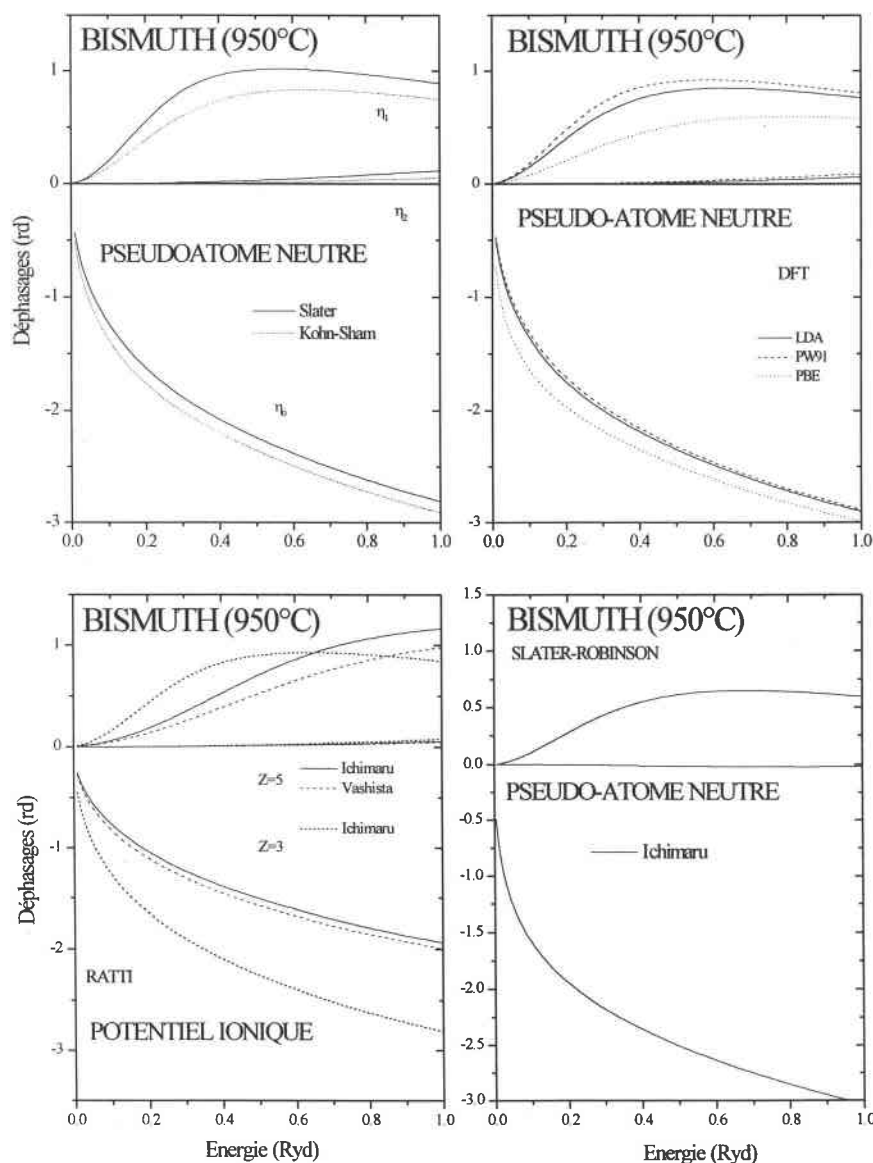 BISMUTH (950°C)
1
η₁
0
η₂
PSEUDOATOME NEUTRE
-1
Slater
Kohn-Sham
-2
η₀
-3
0.0 0.2 0.4 0.6 0.8 1.0
Déphasages (rd)
BISMUTH (950°C)
1
0
PSEUDO-ATOME NEUTRE
DFT
-1
LDA
PW91
PBE
-2
-3
0.0 0.2 0.4 0.6 0.8 1.0
BISMUTH (950°C)
1
0
Z=5
Ichimaru
Vashista
-1
Ichimaru
Z=3
-2
RATTI
POTENTIEL IONIQUE
-3
0.0 0.2 0.4 0.6 0.8 1.0
Déphasages (rd)
Energie (Ryd)
1.5
BISMUTH (950°C)
1.0
SLATER-ROBINSON
0.5
0.0
PSEUDO-ATOME NEUTRE
-0.5
Ichimaru
-1.0
-1.5
-2.0
-2.5
-3.0
0.0 0.2 0.4 0.6 0.8 1.0
Energie (Ryd)